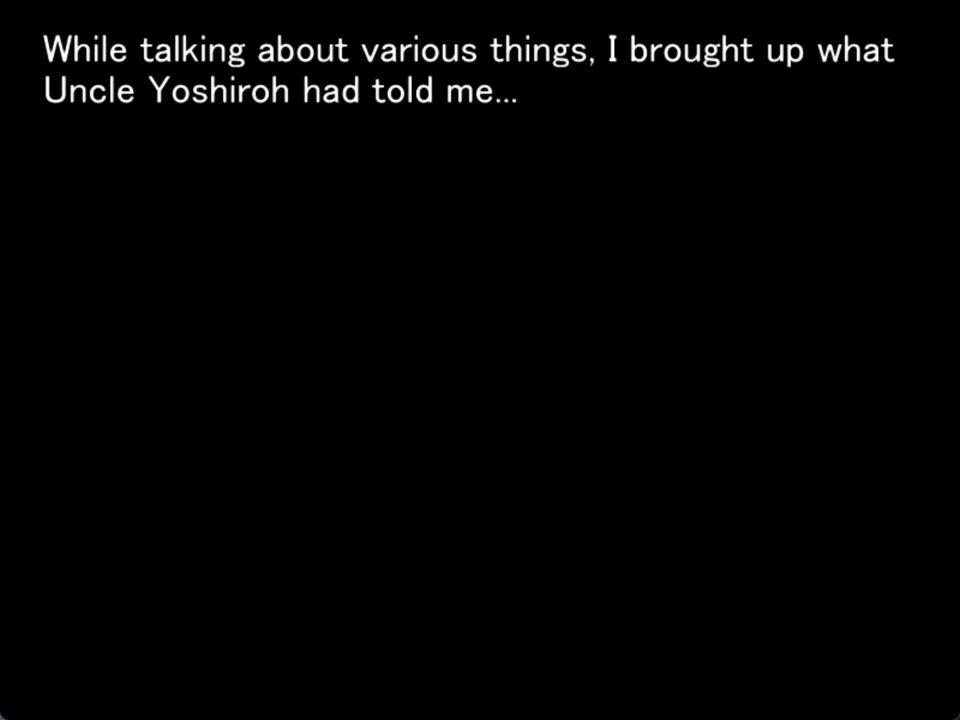 While talking about various things, I brought up what
Uncle Yoshiroh had told me...